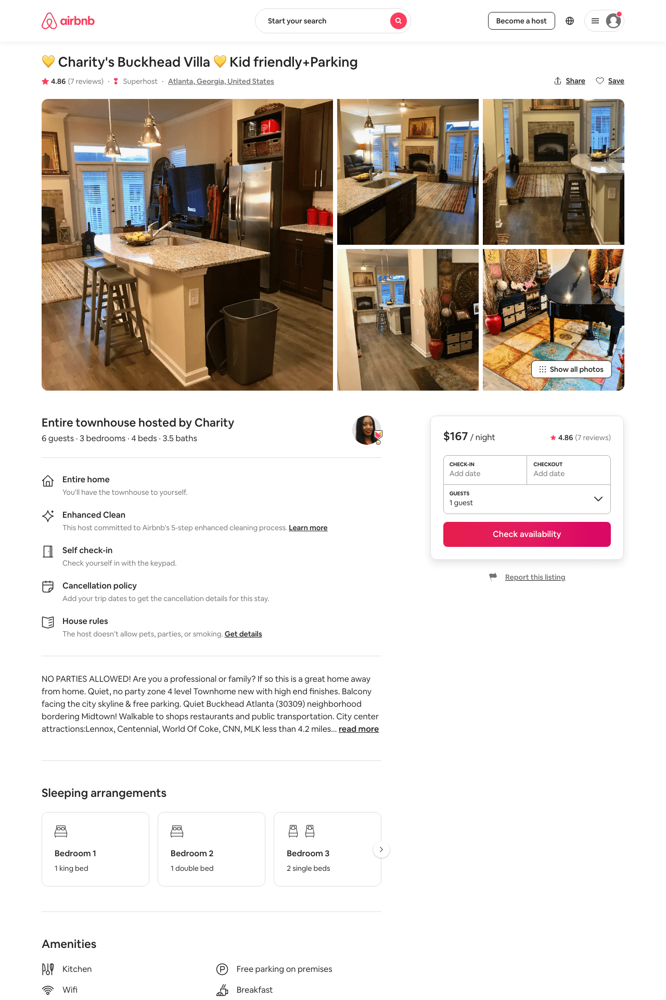 airbnb
Start your search
Become a host
💛 Charity's Buckhead Villa 💛 Kid friendly+Parking
4.86 (7 reviews) · Superhost · Atlanta, Georgia, United States
Share
Save
Roku
Show all photos
Entire townhouse hosted by Charity
6 guests · 3 bedrooms · 4 beds · 3.5 baths
Entire home
You’ll have the townhouse to yourself.
Enhanced Clean
This host committed to Airbnb's 5-step enhanced cleaning process. Learn more
Self check-in
Check yourself in with the keypad.
Cancellation policy
Add your trip dates to get the cancellation details for this stay.
House rules
The host doesn’t allow pets, parties, or smoking. Get details
$167 / night
4.86 (7 reviews)
CHECK-IN
Add date
CHECKOUT
Add date
GUESTS
1 guest
Check availability
Report this listing
NO PARTIES ALLOWED! Are you a professional or family? If so this is a great home away
from home. Quiet, no party zone 4 level Townhome new with high end finishes. Balcony
facing the city skyline & free parking. Quiet Buckhead Atlanta (30309) neighborhood
bordering Midtown! Walkable to shops restaurants and public transportation. City center
attractions:Lennox, Centennial, World Of Coke, CNN, MLK less than 4.2 miles... read more
Sleeping arrangements
Bedroom 1
1 king bed
Bedroom 2
1 double bed
Bedroom 3
2 single beds
Amenities
Kitchen
Free parking on premises
Wifi
Breakfast